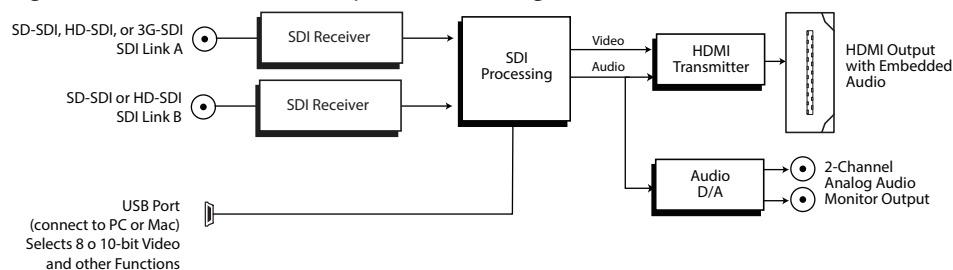 SD-SDI, HD-SDI, or 3G-SDI
SDI Link A
SDI Receiver
SD-SDI or HD-SDI
SDI Link B
SDI Receiver
SDI
Processing
Video
Audio
HDMI
Transmitter
HDMI Output
with Embedded
Audio
Audio
D/A
2-Channel
Analog Audio
Monitor Output
USB Port
(connect to PC or Mac)
Selects 8 o 10-bit Video
and other Functions